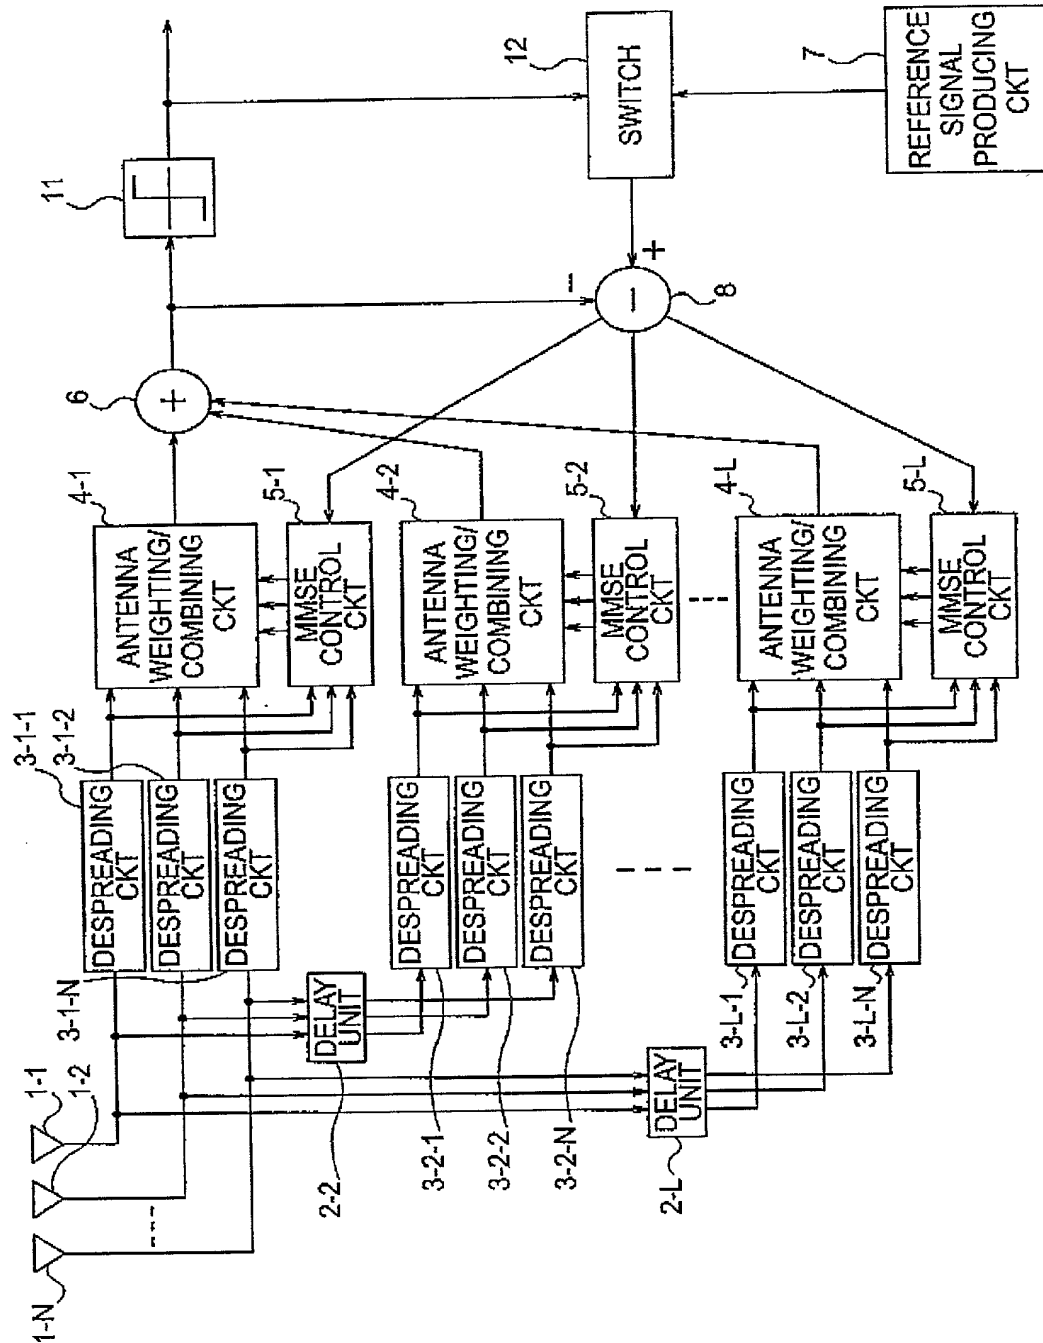 1-1
1-2
1-N
2-2
DELAY
UNIT
2-L
DELAY
UNIT
3-1-1
DESPREADING
CKT
3-1-2
DESPREADING
CKT
3-1-N
DESPREADING
CKT
3-2-1
DESPREADING
CKT
3-2-2
DESPREADING
CKT
3-2-N
DESPREADING
CKT
3-L-1
DESPREADING
CKT
3-L-2
DESPREADING
CKT
3-L-N
DESPREADING
CKT
4-1
ANTENNA
WEIGHTING/
COMBINING
CKT
5-1
MMSE
CONTROL
CKT
4-2
ANTENNA
WEIGHTING/
COMBINING
CKT
5-2
MMSE
CONTROL
CKT
4-L
ANTENNA
WEIGHTING/
COMBINING
CKT
5-L
MMSE
CONTROL
CKT
6
+
11
8
−
−
+
12
SWITCH
7
REFERENCE
SIGNAL
PRODUCING
CKT